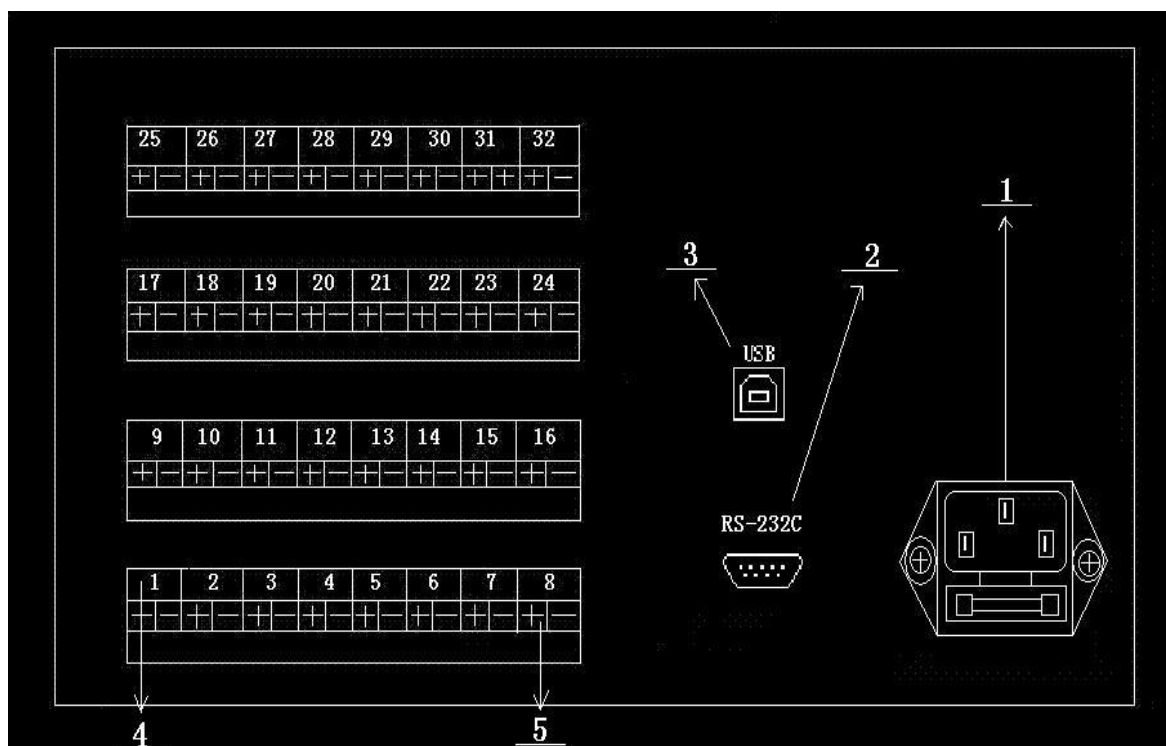 25 26 27 28 29 30 31 32
+ − + − + − + − + − + − + + + −
1
17 18 19 20 21 22 23 24
+ − + − + − + − + − + − + − + −
3 2
USB
9 10 11 12 13 14 15 16
+ − + − + − + − + − + − + − + −
RS-232C
1 2 3 4 5 6 7 8
+ − + − + − + − + − + − + − + −
4 5